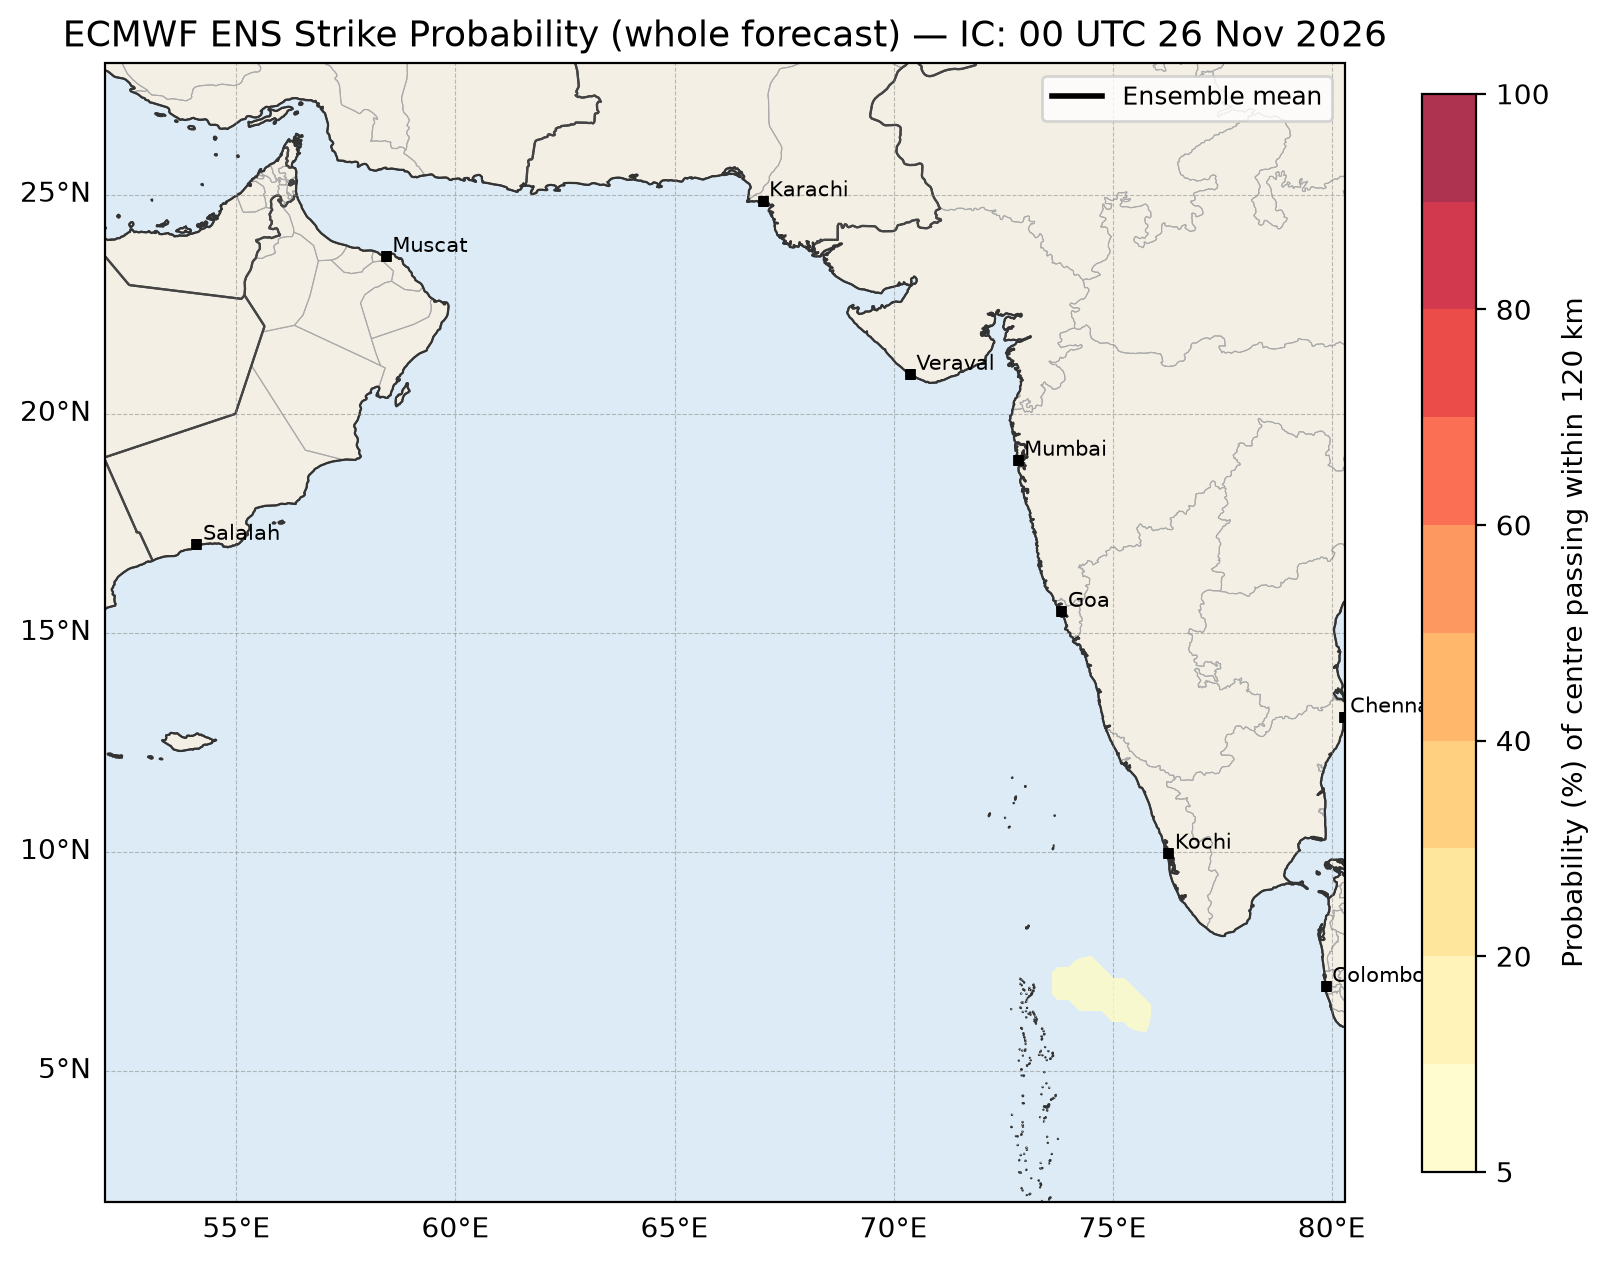 ECMWF ENS Strike Probability (whole forecast) — IC: 00 UTC 26 Nov 2026
Ensemble mean
100
80
60
40
20
5
Probability (%) of centre passing within 120 km
25°N
20°N
15°N
10°N
5°N
55°E
60°E
65°E
70°E
75°E
80°E
Karachi
Muscat
Veraval
Mumbai
Salalah
Goa
Chenna
Kochi
Colombo